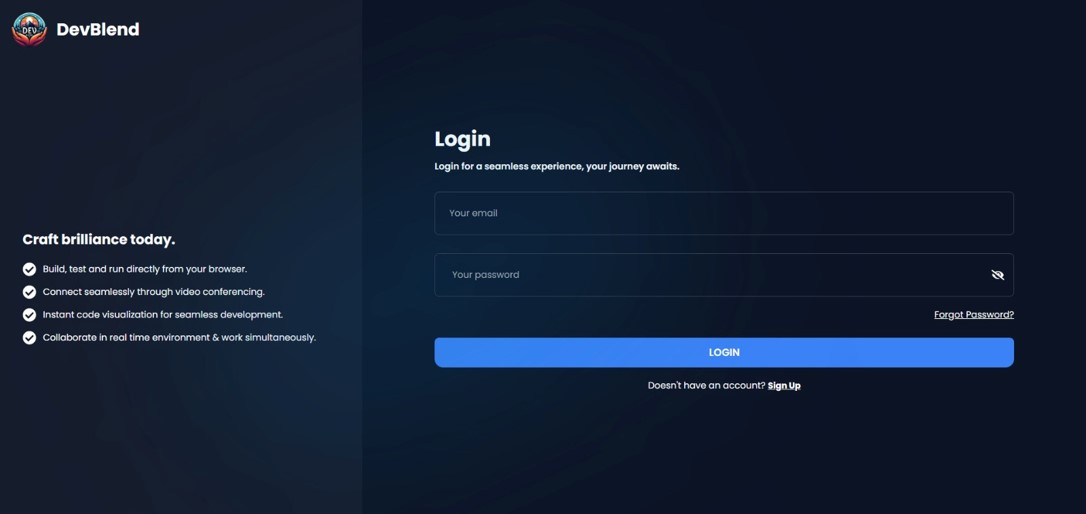 DEV
DevBlend
Craft brilliance today.
Build, test and run directly from your browser.
Connect seamlessly through video conferencing.
Instant code visualization for seamless development.
Collaborate in real time environment & work simultaneously.
Login
Login for a seamless experience, your journey awaits.
Your email
Your password
Forgot Password?
LOGIN
Doesn't have an account? Sign Up